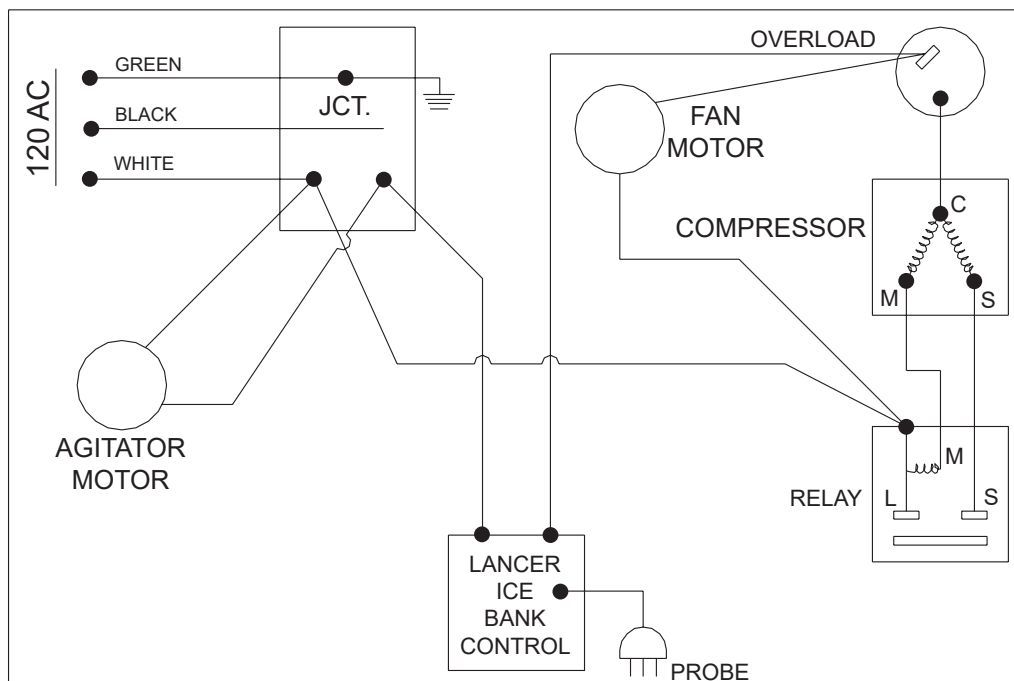 120 AC
GREEN
BLACK
WHITE
JCT.
OVERLOAD
FAN
MOTOR
COMPRESSOR
C
M
S
AGITATOR
MOTOR
RELAY
M
L
S
LANCER
ICE
BANK
CONTROL
PROBE